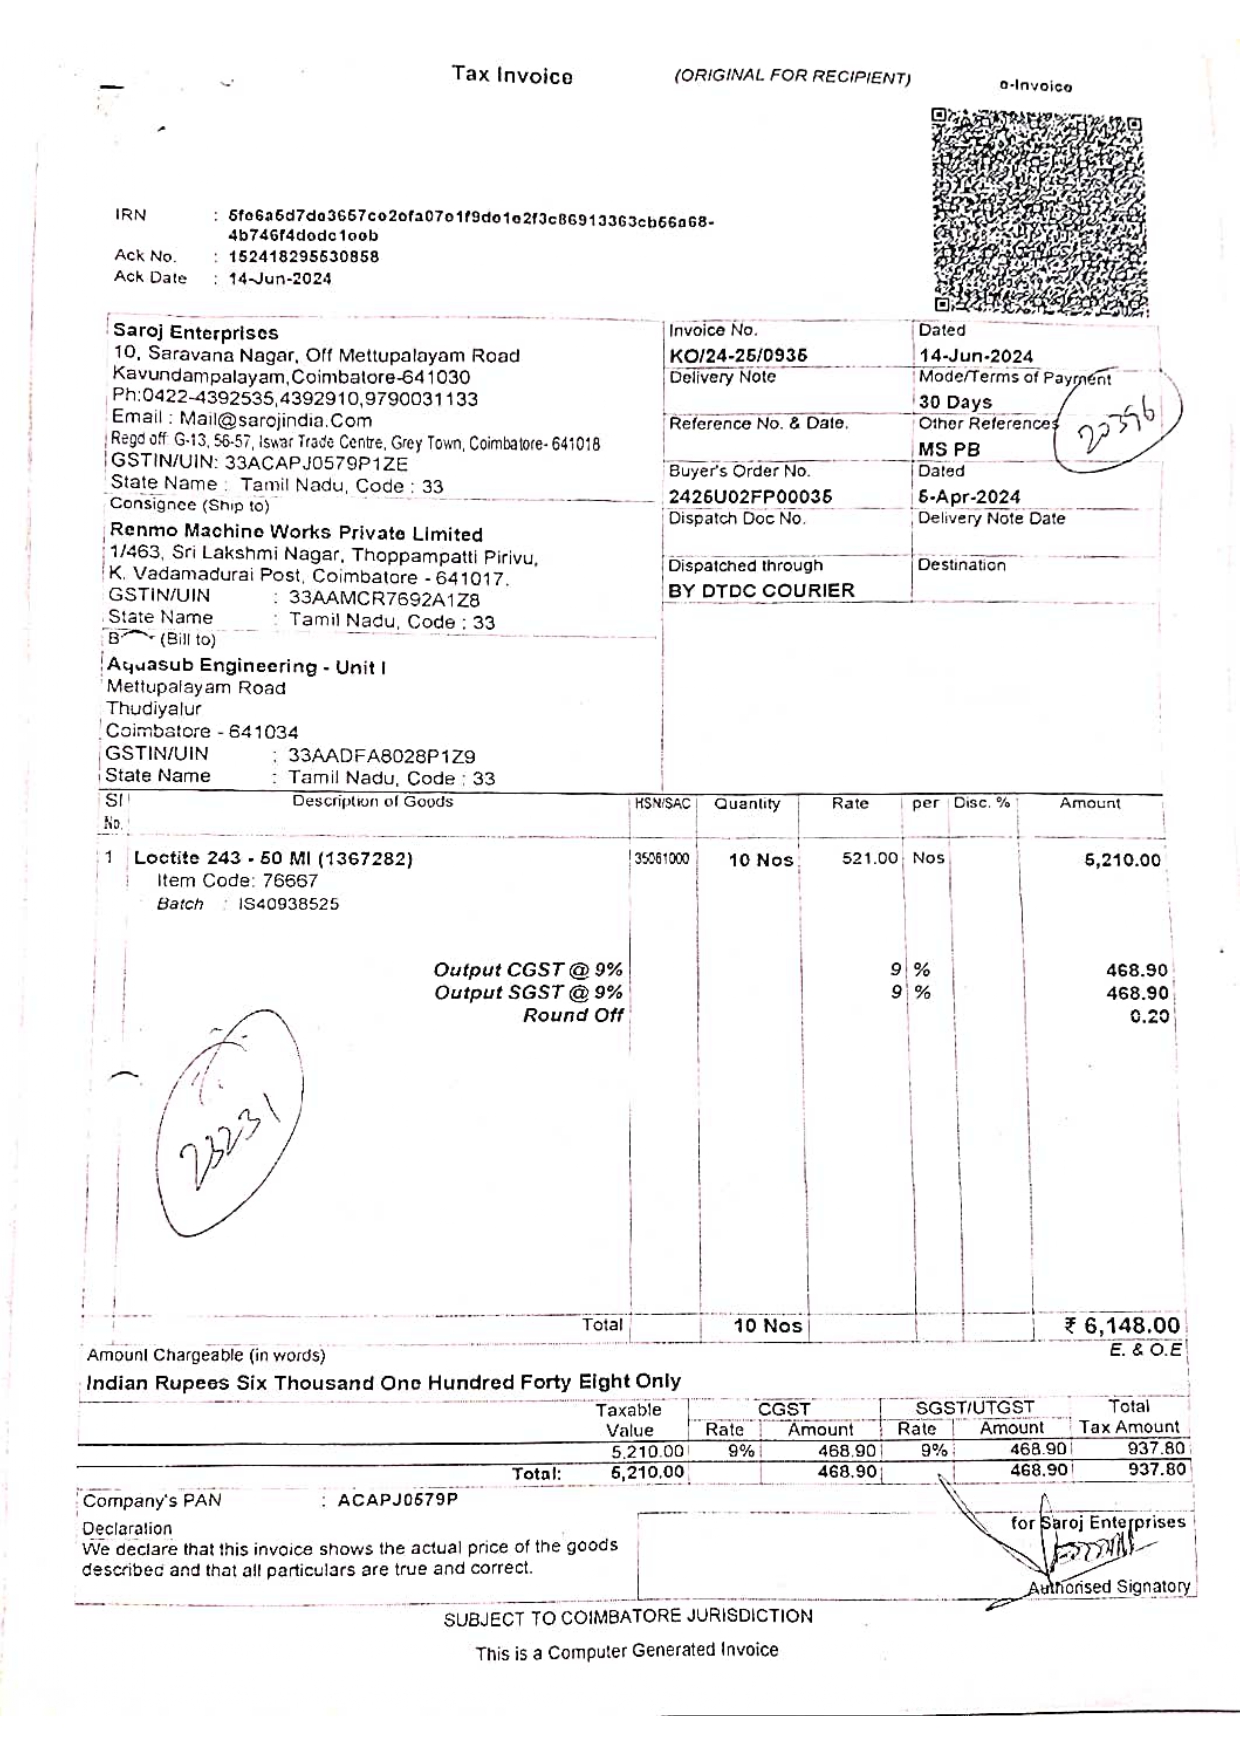 Tax Invoice
(ORIGINAL FOR RECIPIENT)
e-Invoice
IRN :
Ack No. : 152418295530858
Ack Date : 14-Jun-2024
Saroj Enterprises
10, Saravana Nagar, Off Mettupalayam Road
Kavundampalayam,Coimbatore-641030
Ph:0422-4392535,4392910,9790031133
Email : Mail@sarojindia.Com
Regd off: G-13, 56-57, Iswar Trade Centre, Grey Town, Coimbatore- 641018
GSTIN/UIN: 33ACAPJ0579P1ZE
State Name : Tamil Nadu, Code : 33
Invoice No.
KO/24-25/0935
Dated
14-Jun-2024
Delivery Note
Mode/Terms of Payment
30 Days
Reference No. & Date.
Other References
MS PB
22396
Buyer's Order No.
2425U02FP00035
Dated
5-Apr-2024
Dispatch Doc No.
Delivery Note Date
Dispatched through
BY DTDC COURIER
Destination
Consignee (Ship to)
Renmo Machine Works Private Limited
1/463, Sri Lakshmi Nagar, Thoppampatti Pirivu,
K. Vadamadurai Post, Coimbatore - 641017.
GSTIN/UIN : 33AAMCR7692A1Z8
State Name : Tamil Nadu, Code : 33
(Bill to)
Aquasub Engineering - Unit I
Mettupalayam Road
Thudiyalur
Coimbatore - 641034
GSTIN/UIN : 33AADFA8028P1Z9
State Name : Tamil Nadu, Code : 33
Sl No. Description of Goods HSN/SAC Quantity Rate per Disc. % Amount
1 Loctite 243 - 50 Ml (1367282) 35061000 10 Nos 521.00 Nos 5,210.00
Item Code: 76667
Batch : IS40938525
Output CGST @ 9% 9 % 468.90
Output SGST @ 9% 9 % 468.90
Round Off 0.20
23231
Total 10 Nos ₹ 6,148.00
Amount Chargeable (in words) E. & O.E
Indian Rupees Six Thousand One Hundred Forty Eight Only
Taxable Value CGST SGST/UTGST Total Tax Amount
Rate Amount Rate Amount
5,210.00 9% 468.90 9% 468.90 937.80
Total: 5,210.00 468.90 468.90 937.80
Company's PAN : ACAPJ0579P
Declaration
We declare that this invoice shows the actual price of the goods
described and that all particulars are true and correct.
for Saroj Enterprises
Authorised Signatory
SUBJECT TO COIMBATORE JURISDICTION
This is a Computer Generated Invoice